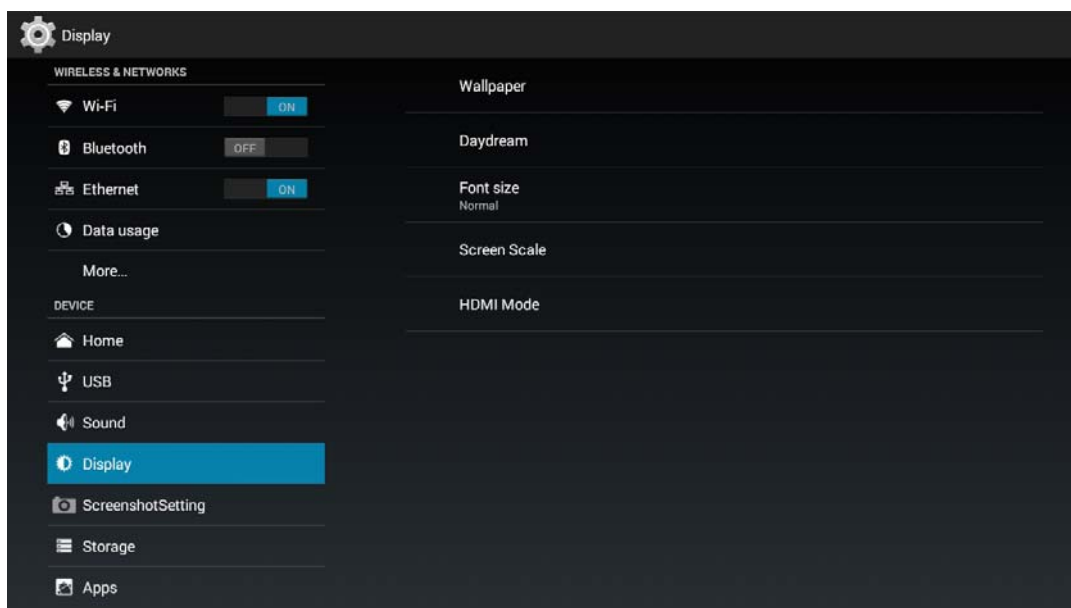 Display
WIRELESS & NETWORKS
Wi-Fi ON
Bluetooth OFF
Ethernet ON
Data usage
More...
DEVICE
Home
USB
Sound
Display
ScreenshotSetting
Storage
Apps
Wallpaper
Daydream
Font size
Normal
Screen Scale
HDMI Mode